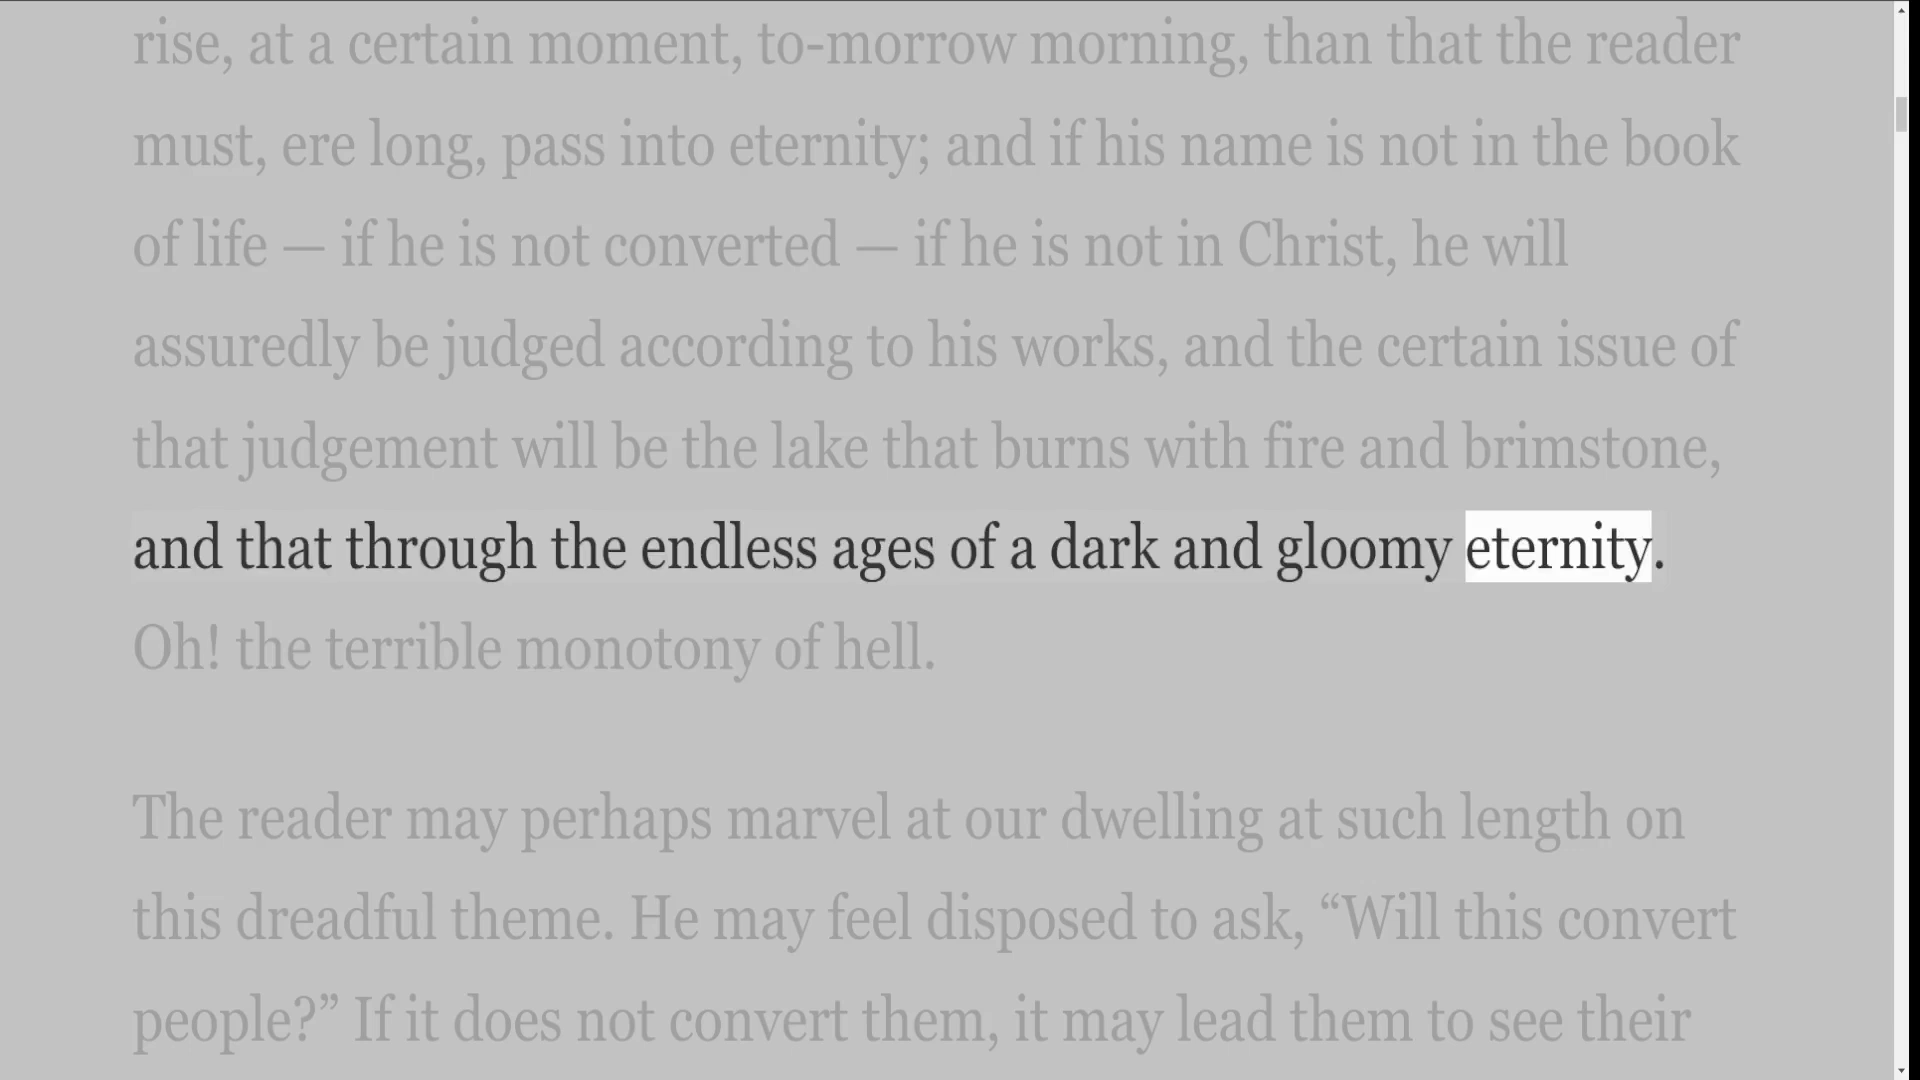 rise, at a certain moment, to-morrow morning, than that the reader
must, ere long, pass into eternity; and if his name is not in the book
of life — if he is not converted — if he is not in Christ, he will
assuredly be judged according to his works, and the certain issue of
that judgement will be the lake that burns with fire and brimstone,
and that through the endless ages of a dark and gloomy eternity.
Oh! the terrible monotony of hell.
The reader may perhaps marvel at our dwelling at such length on
this dreadful theme. He may feel disposed to ask, “Will this convert
people?” If it does not convert them, it may lead them to see their